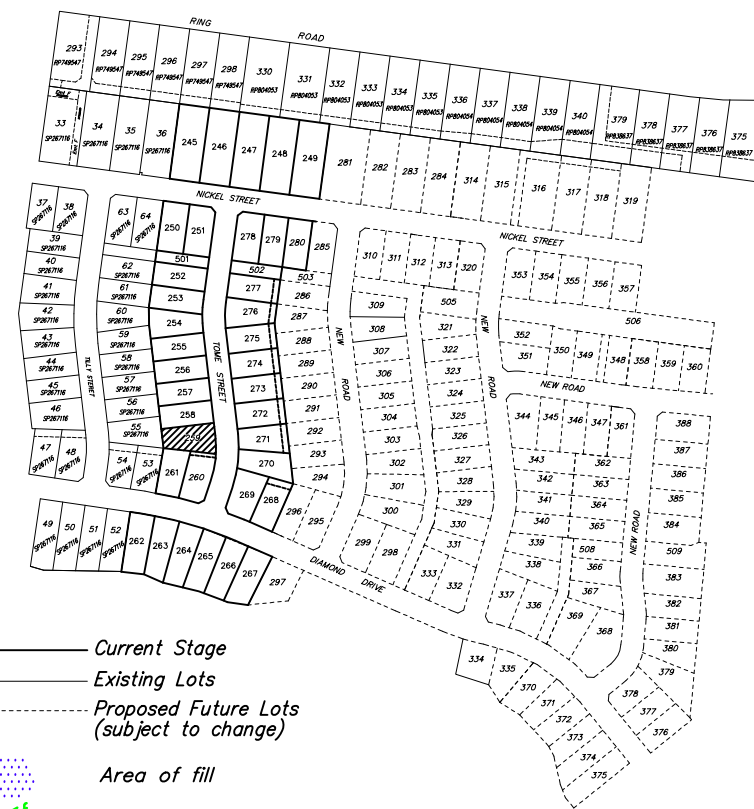 RING
ROAD
293
RP749547
294
295
RP749547
296
RP749547
297
RP749547
298
RP749547
330
RP804053
331
RP804053
332
RP804053
333
RP804053
334
RP804053
335
RP804053
336
RP804054
337
RP804054
338
RP804054
339
RP804054
340
RP804054
379
RP838637
378
RP838637
377
RP838637
376
RP838637
375
RP838637
33
SP267116
34
SP267116
35
SP267116
36
SP267116
245
246
247
248
249
281
282
283
284
314
315
316
317
318
319
NICKEL STREET
NICKEL STREET
37
SP267116
38
SP267116
63
SP267116
64
SP267116
250
251
278
279
280
285
310
311
312
313
320
353
354
355
356
357
39
SP267116
40
SP267116
41
SP267116
42
SP267116
43
SP267116
44
SP267116
45
SP267116
46
SP267116
47
SP267116
48
SP267116
TILLY STERET
62
SP267116
61
SP267116
60
SP267116
59
SP267116
58
SP267116
57
SP267116
56
SP267116
55
SP267116
54
SP267116
53
SP267116
501
252
253
254
255
256
257
258
259
261
260
TOME STREET
502
277
276
275
274
273
272
271
270
269
268
503
286
287
288
289
290
291
292
293
294
296
295
NEW
ROAD
309
308
307
306
305
304
303
302
301
300
299
298
505
321
322
323
324
325
326
327
328
329
330
331
333
332
NEW
ROAD
506
352
351
350
349
348
358
359
360
NEW ROAD
344
345
346
347
361
388
343
342
341
340
339
338
337
336
362
363
364
365
508
366
367
369
368
NEW ROAD
387
386
385
384
509
383
382
381
380
379
378
377
376
49
SP267116
50
SP267116
51
SP267116
52
SP267116
262
263
264
265
266
267
297
DIAMOND
DRIVE
334
335
370
371
372
373
374
375
Current Stage
Existing Lots
Proposed Future Lots
(subject to change)
Area of fill